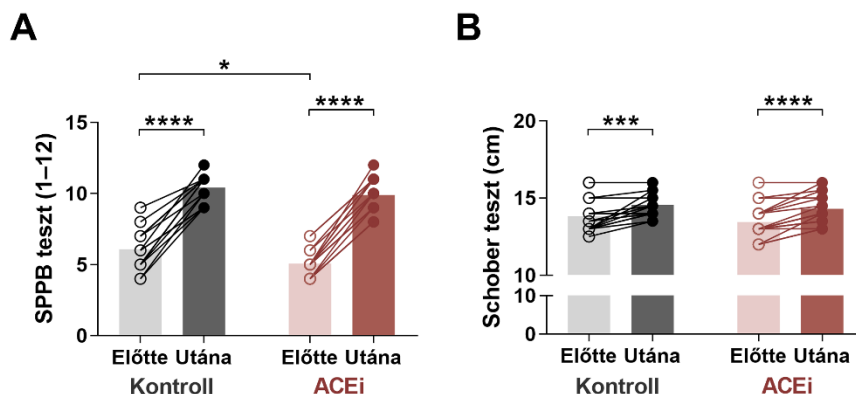 A
SPPB teszt (1–12)
15
10
5
0
*
****
****
Előtte Utána Előtte Utána
Kontroll ACEi
B
Schober teszt (cm)
20
15
10
10
0
***
****
Előtte Utána Előtte Utána
Kontroll ACEi